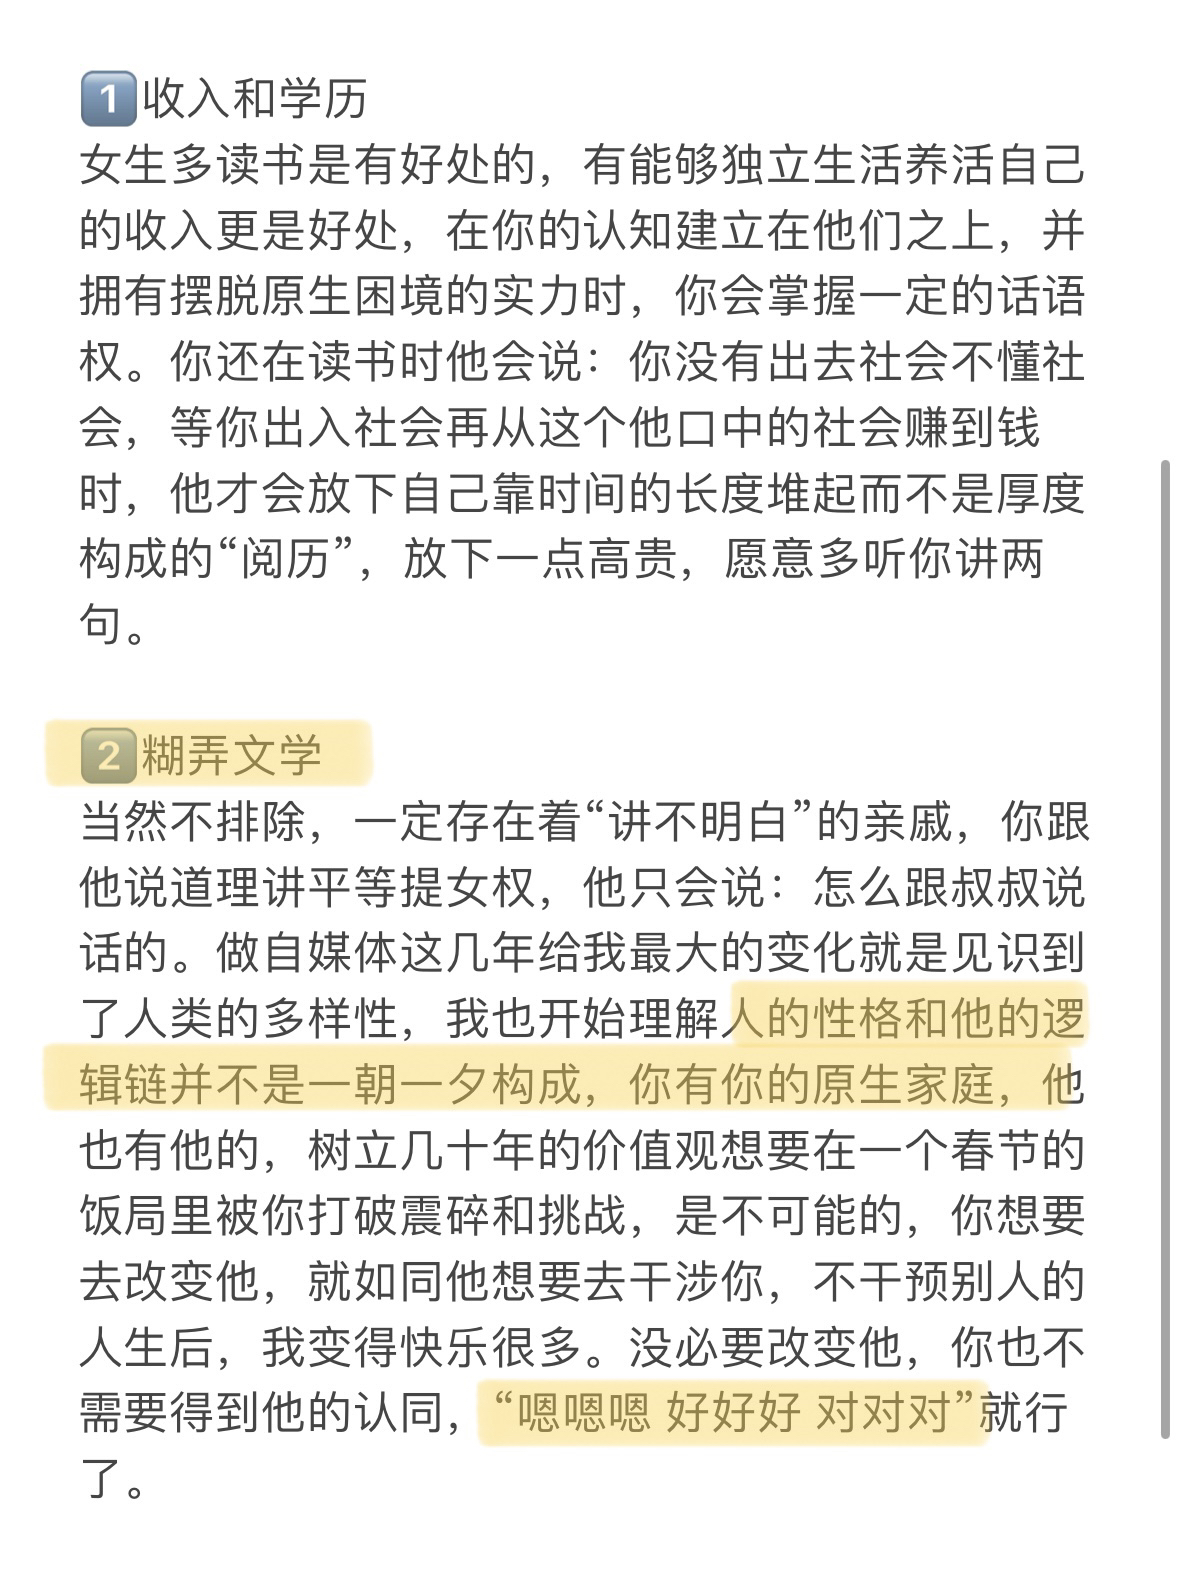 1️⃣收入和学历
女生多读书是有好处的，有能够独立生活养活自己
的收入更是好处，在你的认知建立在他们之上，并
拥有摆脱原生困境的实力时，你会掌握一定的话语
权。你还在读书时他会说：你没有出去社会不懂社
会，等你出入社会再从这个他口中的社会赚到钱
时，他才会放下自己靠时间的长度堆起而不是厚度
构成的“阅历”，放下一点高贵，愿意多听你讲两
句。
2️⃣糊弄文学
当然不排除，一定存在着“讲不明白”的亲戚，你跟
他说道理讲平等提女权，他只会说：怎么跟叔叔说
话的。做自媒体这几年给我最大的变化就是见识到
了人类的多样性，我也开始理解人的性格和他的逻
辑链并不是一朝一夕构成，你有你的原生家庭，他
也有他的，树立几十年的价值观想要在一个春节的
饭局里被你打破震碎和挑战，是不可能的，你想要
去改变他，就如同他想要去干涉你，不干预别人的
人生后，我变得快乐很多。没必要改变他，你也不
需要得到他的认同，“嗯嗯嗯 好好好 对对对”就行
了。